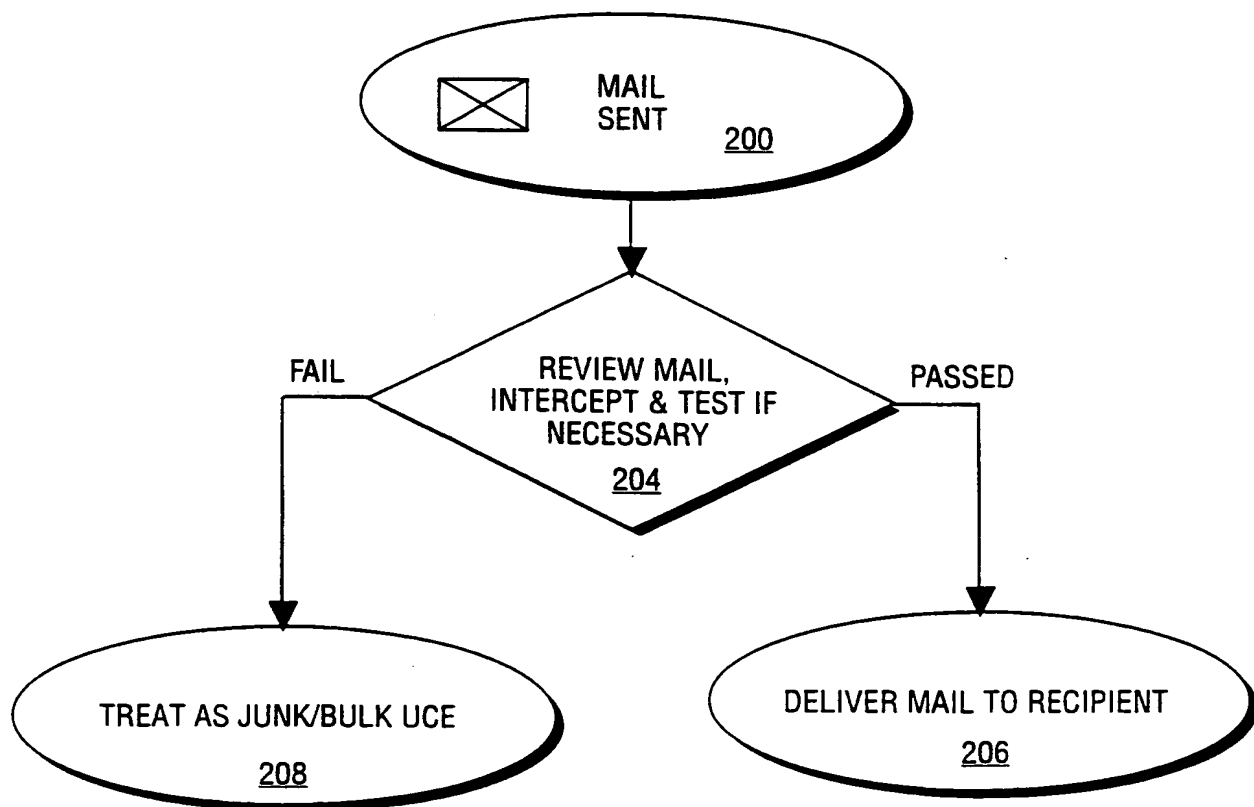 MAIL
SENT
200
FAIL
REVIEW MAIL,
INTERCEPT & TEST IF
NECESSARY
204
PASSED
TREAT AS JUNK/BULK UCE
208
DELIVER MAIL TO RECIPIENT
206